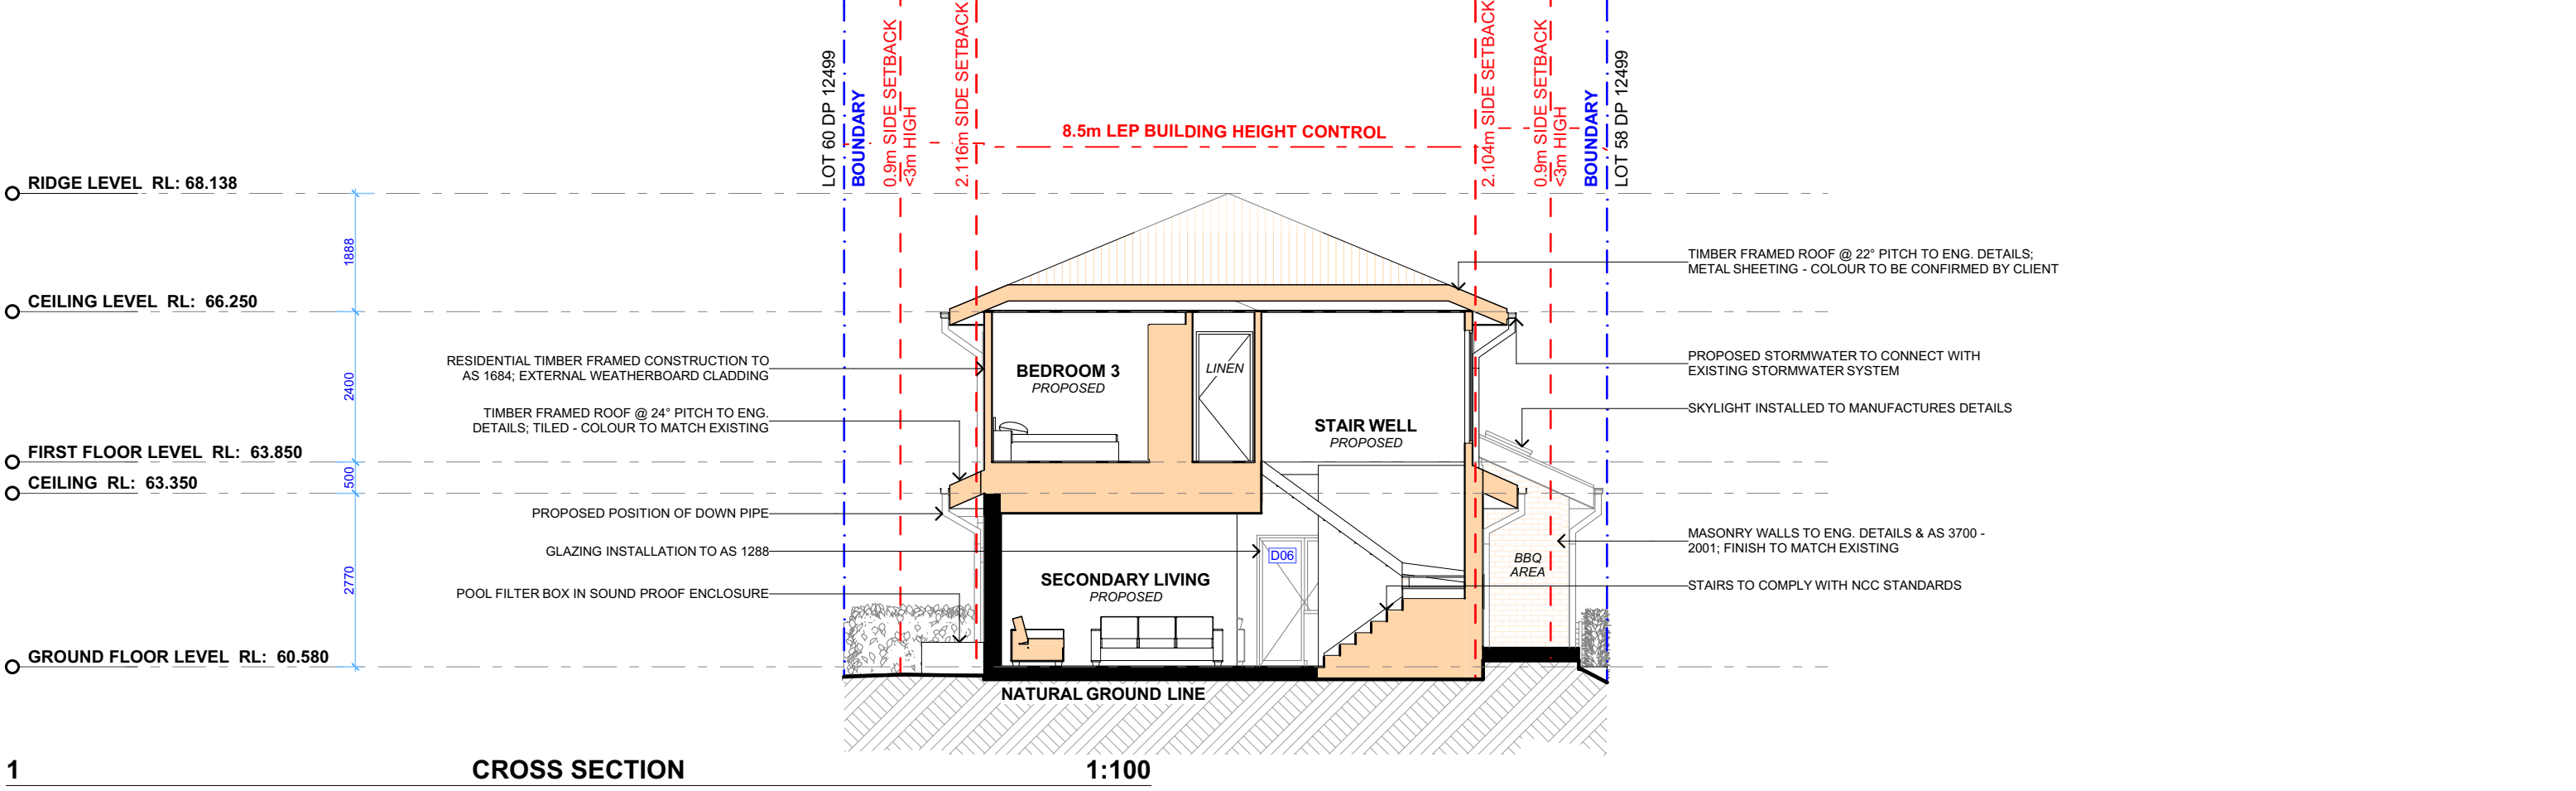 LOT 60 DP 12499
BOUNDARY
0.9m SIDE SETBACK
<3m HIGH
2.116m SIDE SETBACK
8.5m LEP BUILDING HEIGHT CONTROL
2.104m SIDE SETBACK
0.9m SIDE SETBACK
<3m HIGH
BOUNDARY
LOT 58 DP 12499
RIDGE LEVEL RL: 68.138
1888
CEILING LEVEL RL: 66.250
2400
FIRST FLOOR LEVEL RL: 63.850
500
CEILING RL: 63.350
2770
GROUND FLOOR LEVEL RL: 60.580
RESIDENTIAL TIMBER FRAMED CONSTRUCTION TO
AS 1684; EXTERNAL WEATHERBOARD CLADDING
TIMBER FRAMED ROOF @ 24° PITCH TO ENG.
DETAILS; TILED - COLOUR TO MATCH EXISTING
PROPOSED POSITION OF DOWN PIPE
GLAZING INSTALLATION TO AS 1288
POOL FILTER BOX IN SOUND PROOF ENCLOSURE
BEDROOM 3
PROPOSED
LINEN
STAIR WELL
PROPOSED
D06
SECONDARY LIVING
PROPOSED
BBQ
AREA
NATURAL GROUND LINE
TIMBER FRAMED ROOF @ 22° PITCH TO ENG. DETAILS;
METAL SHEETING - COLOUR TO BE CONFIRMED BY CLIENT
PROPOSED STORMWATER TO CONNECT WITH
EXISTING STORMWATER SYSTEM
SKYLIGHT INSTALLED TO MANUFACTURES DETAILS
MASONRY WALLS TO ENG. DETAILS & AS 3700 -
2001; FINISH TO MATCH EXISTING
STAIRS TO COMPLY WITH NCC STANDARDS
1 CROSS SECTION 1:100